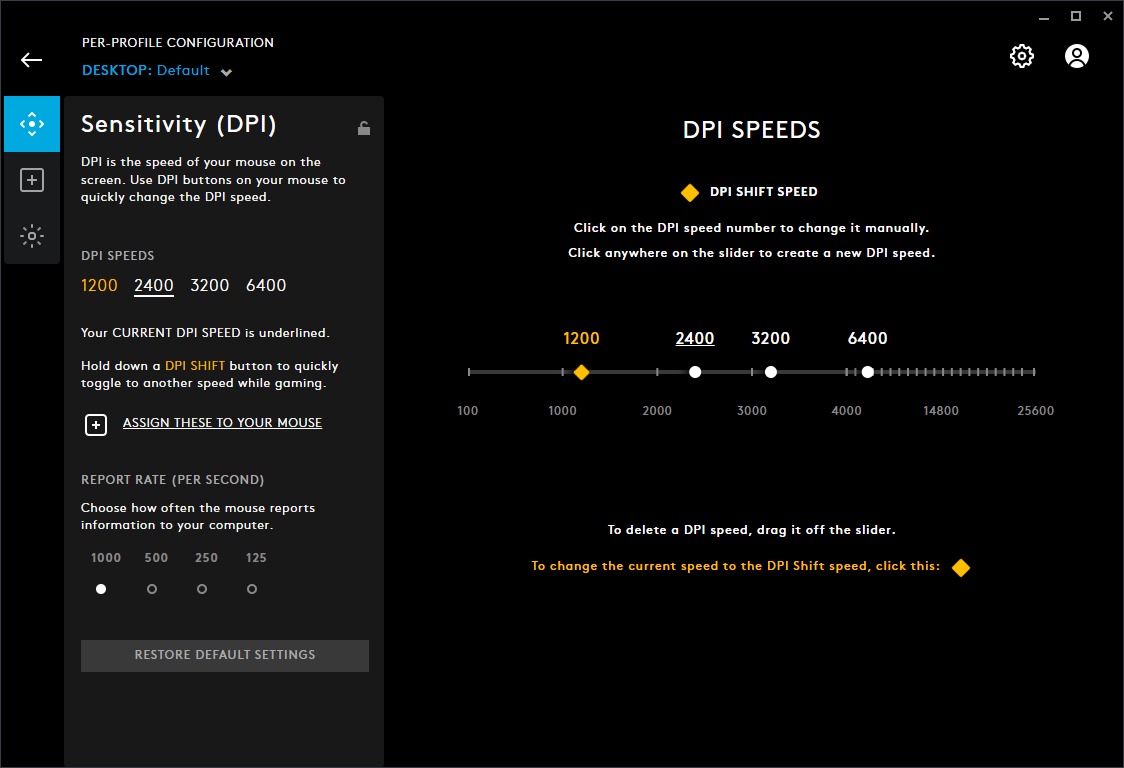 PER-PROFILE CONFIGURATION
DESKTOP: Default
Sensitivity (DPI)
DPI is the speed of your mouse on the
screen. Use DPI buttons on your mouse to
quickly change the DPI speed.
DPI SPEEDS
1200 2400 3200 6400
Your CURRENT DPI SPEED is underlined.
Hold down a DPI SHIFT button to quickly
toggle to another speed while gaming.
ASSIGN THESE TO YOUR MOUSE
REPORT RATE (PER SECOND)
Choose how often the mouse reports
information to your computer.
1000 500 250 125
RESTORE DEFAULT SETTINGS
DPI SPEEDS
DPI SHIFT SPEED
Click on the DPI speed number to change it manually.
Click anywhere on the slider to create a new DPI speed.
1200 2400 3200 6400
100 1000 2000 3000 4000 14800 25600
To delete a DPI speed, drag it off the slider.
To change the current speed to the DPI Shift speed, click this: